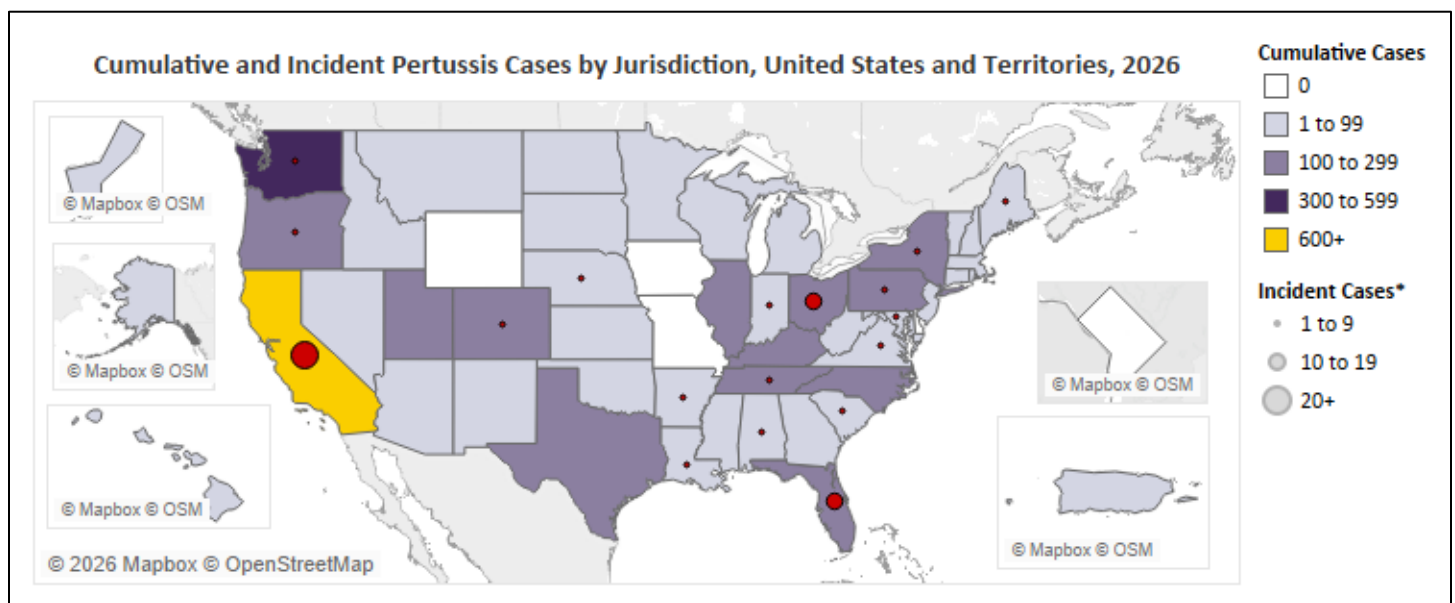 Cumulative and Incident Pertussis Cases by Jurisdiction, United States and Territories, 2026
© Mapbox © OSM
© Mapbox © OSM
© Mapbox © OSM
© 2026 Mapbox © OpenStreetMap
© Mapbox © OSM
© Mapbox © OSM
Cumulative Cases
0
1 to 99
100 to 299
300 to 599
600+
Incident Cases*
1 to 9
10 to 19
20+